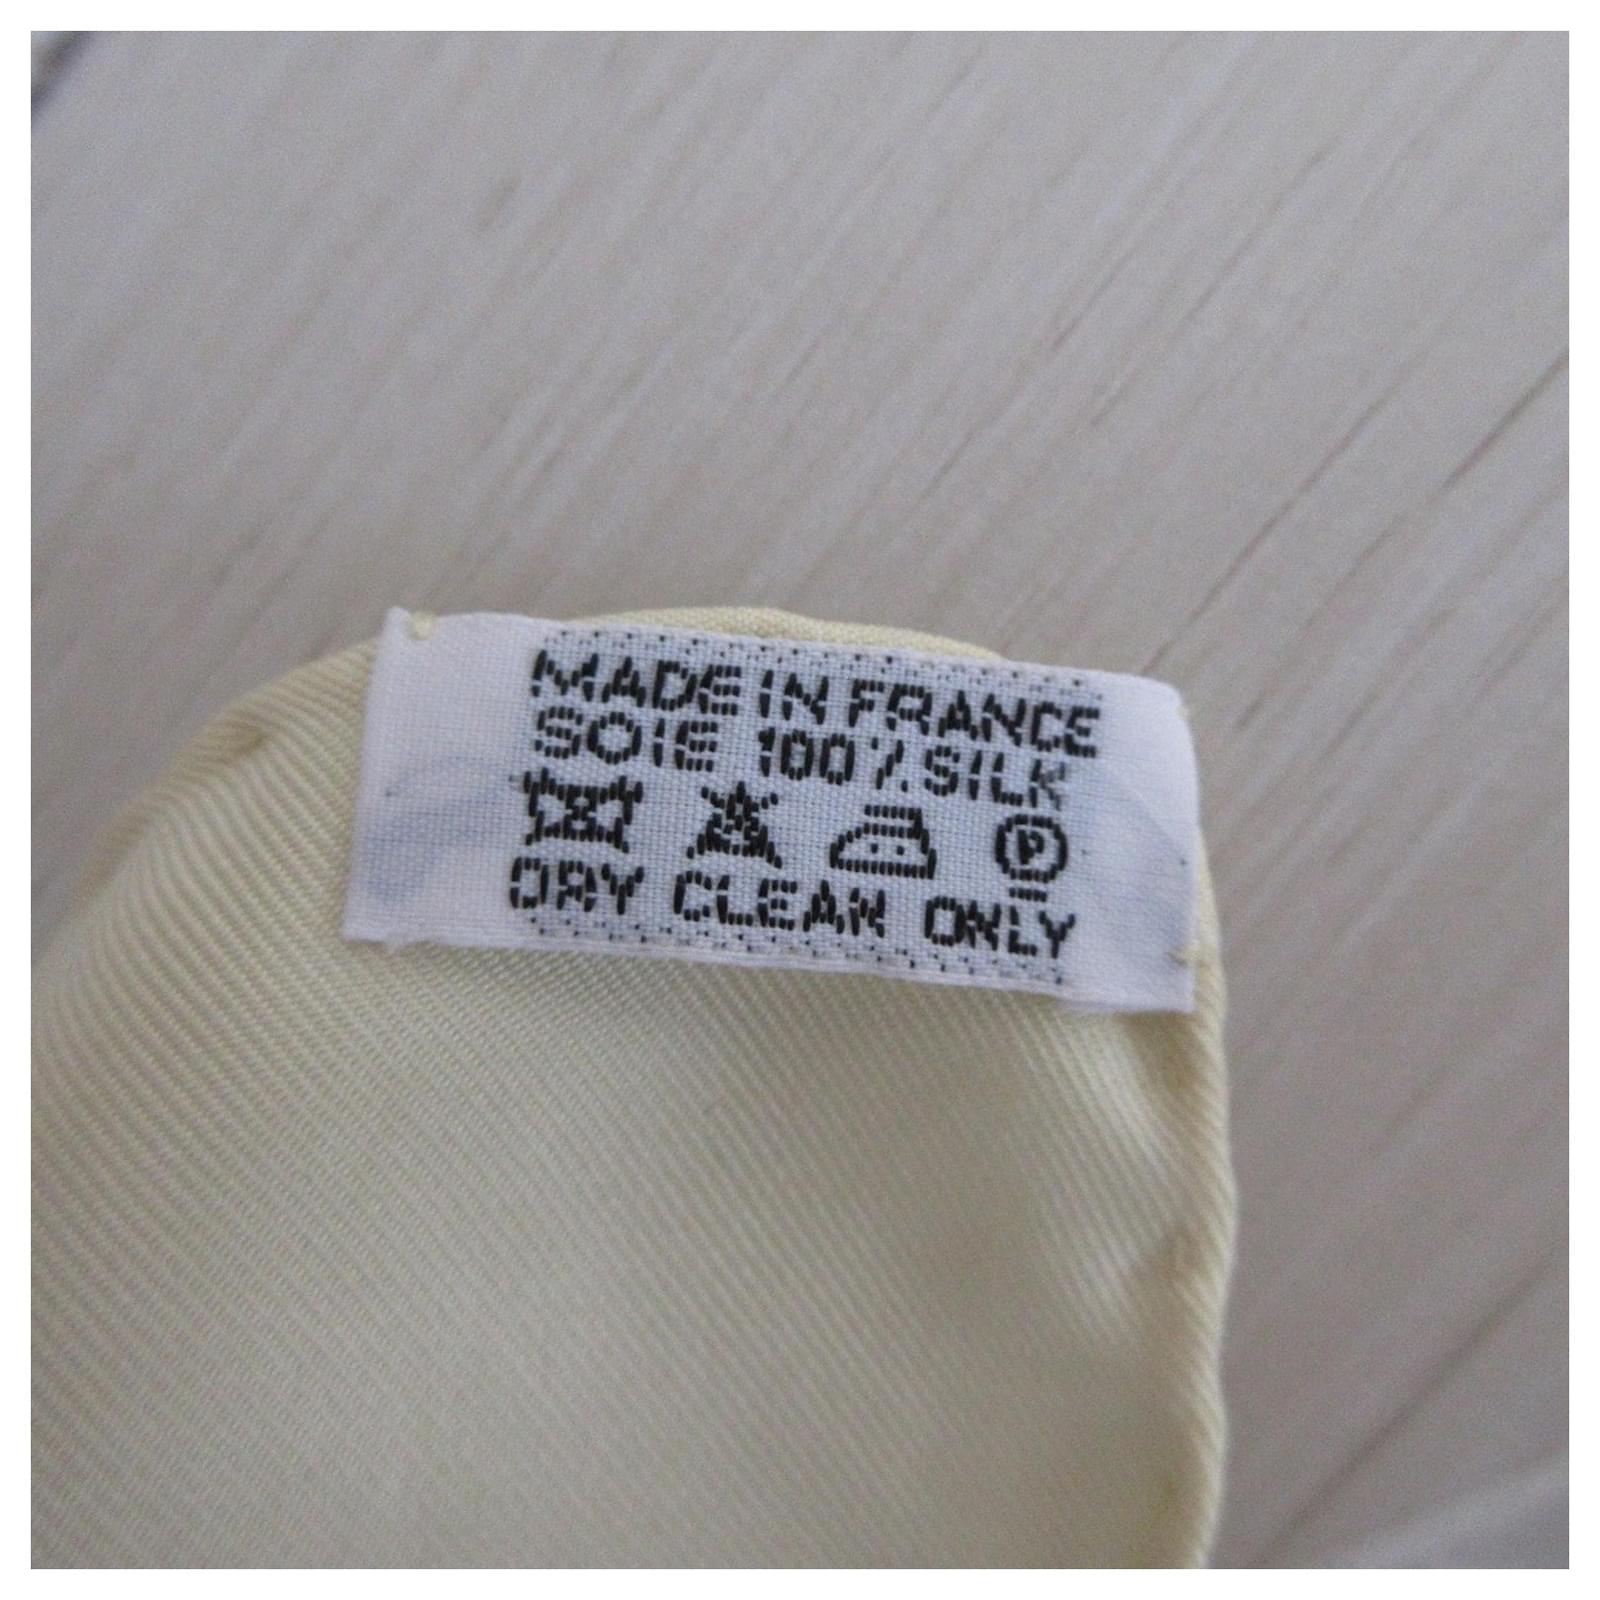 MADE IN FRANCE
SOIE 100% SILK
P
DRY CLEAN ONLY